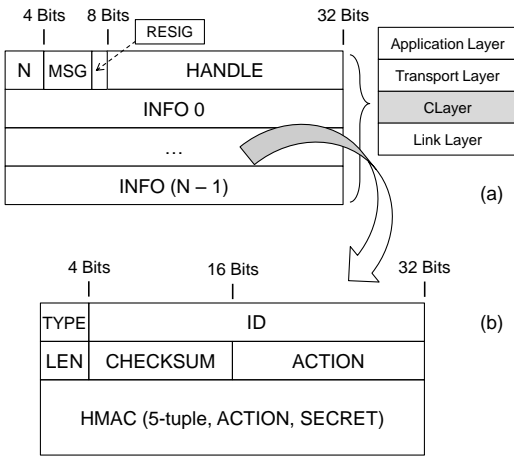 4 Bits 8 Bits 32 Bits
RESIG
N MSG HANDLE
INFO 0
...
INFO (N – 1)
Application Layer
Transport Layer
CLayer
Link Layer
(a)
4 Bits 16 Bits 32 Bits
TYPE ID
(b)
LEN CHECKSUM ACTION
HMAC (5-tuple, ACTION, SECRET)